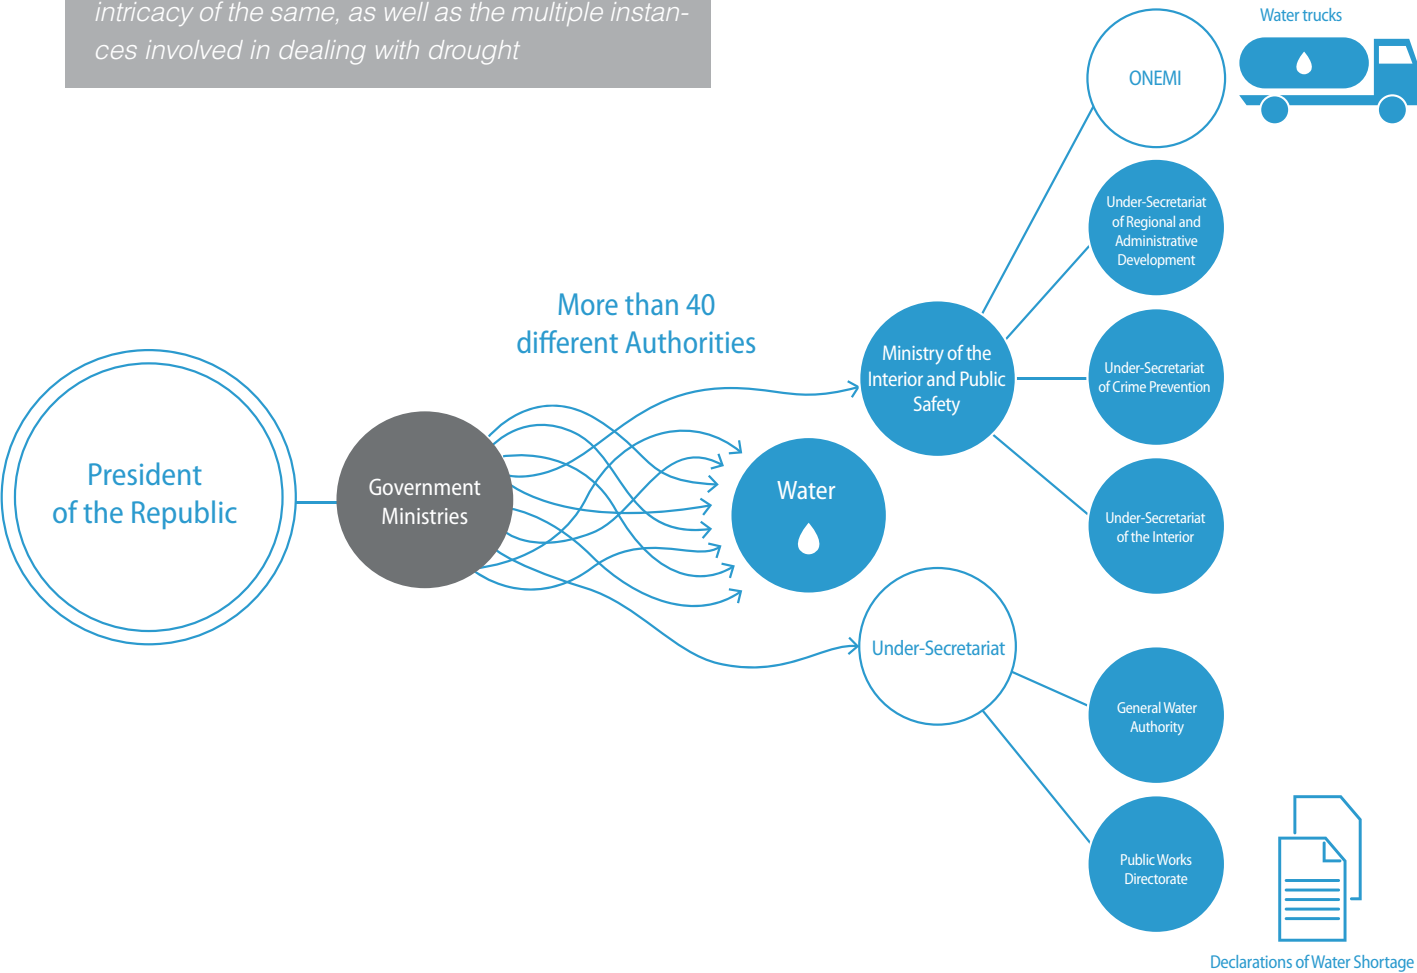 intricacy of the same, as well as the multiple instan-
ces involved in dealing with drought
Water trucks
ONEMI
Under-Secretariat
of Regional and
Administrative
Development
More than 40
different Authorities
Ministry of the
Interior and Public
Safety
Under-Secretariat
of Crime Prevention
President
of the Republic
Government
Ministries
Water
Under-Secretariat
of the Interior
Under-Secretariat
General Water
Authority
Public Works
Directorate
Declarations of Water Shortage